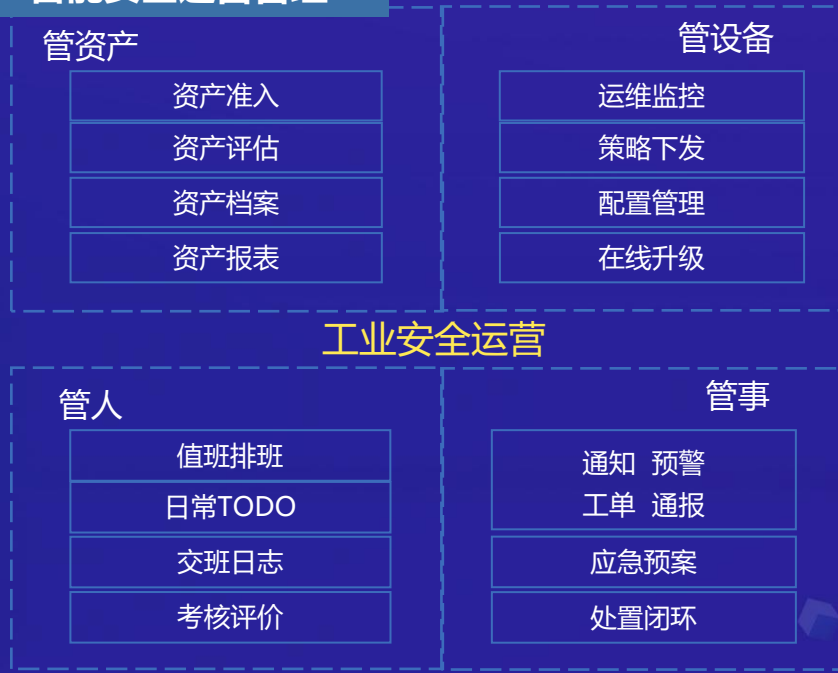 管资产
资产准入
资产评估
资产档案
资产报表
管设备
运维监控
策略下发
配置管理
在线升级
工业安全运营
管人
值班排班
日常TODO
交班日志
考核评价
管事
通知 预警
工单 通报
应急预案
处置闭环